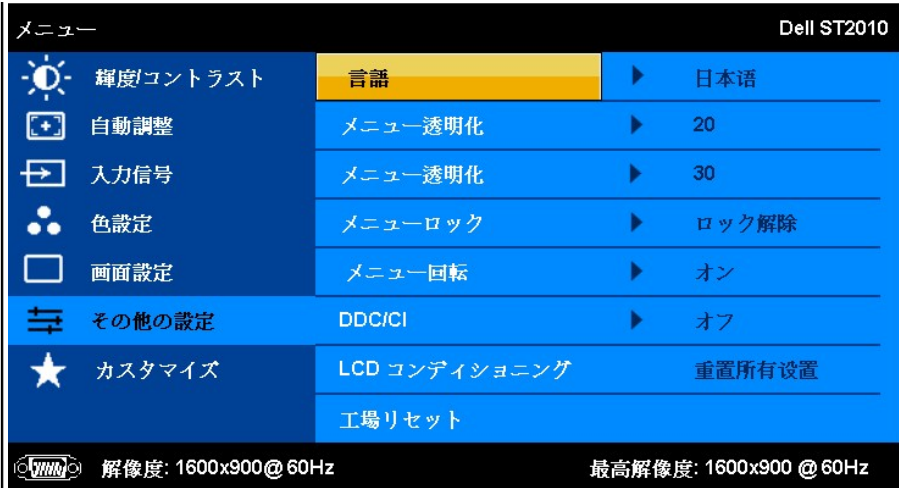 メニュー Dell ST2010
輝度/コントラスト 言語 日本语
自動調整 メニュー透明化 20
入力信号 メニュー透明化 30
色設定 メニューロック ロック解除
画面設定 メニュー回転 オン
その他の設定 DDC/CI オフ
カスタマイズ LCD コンディショニング 重置所有设置
工場リセット
解像度: 1600x900@60Hz 最高解像度: 1600x900 @60Hz